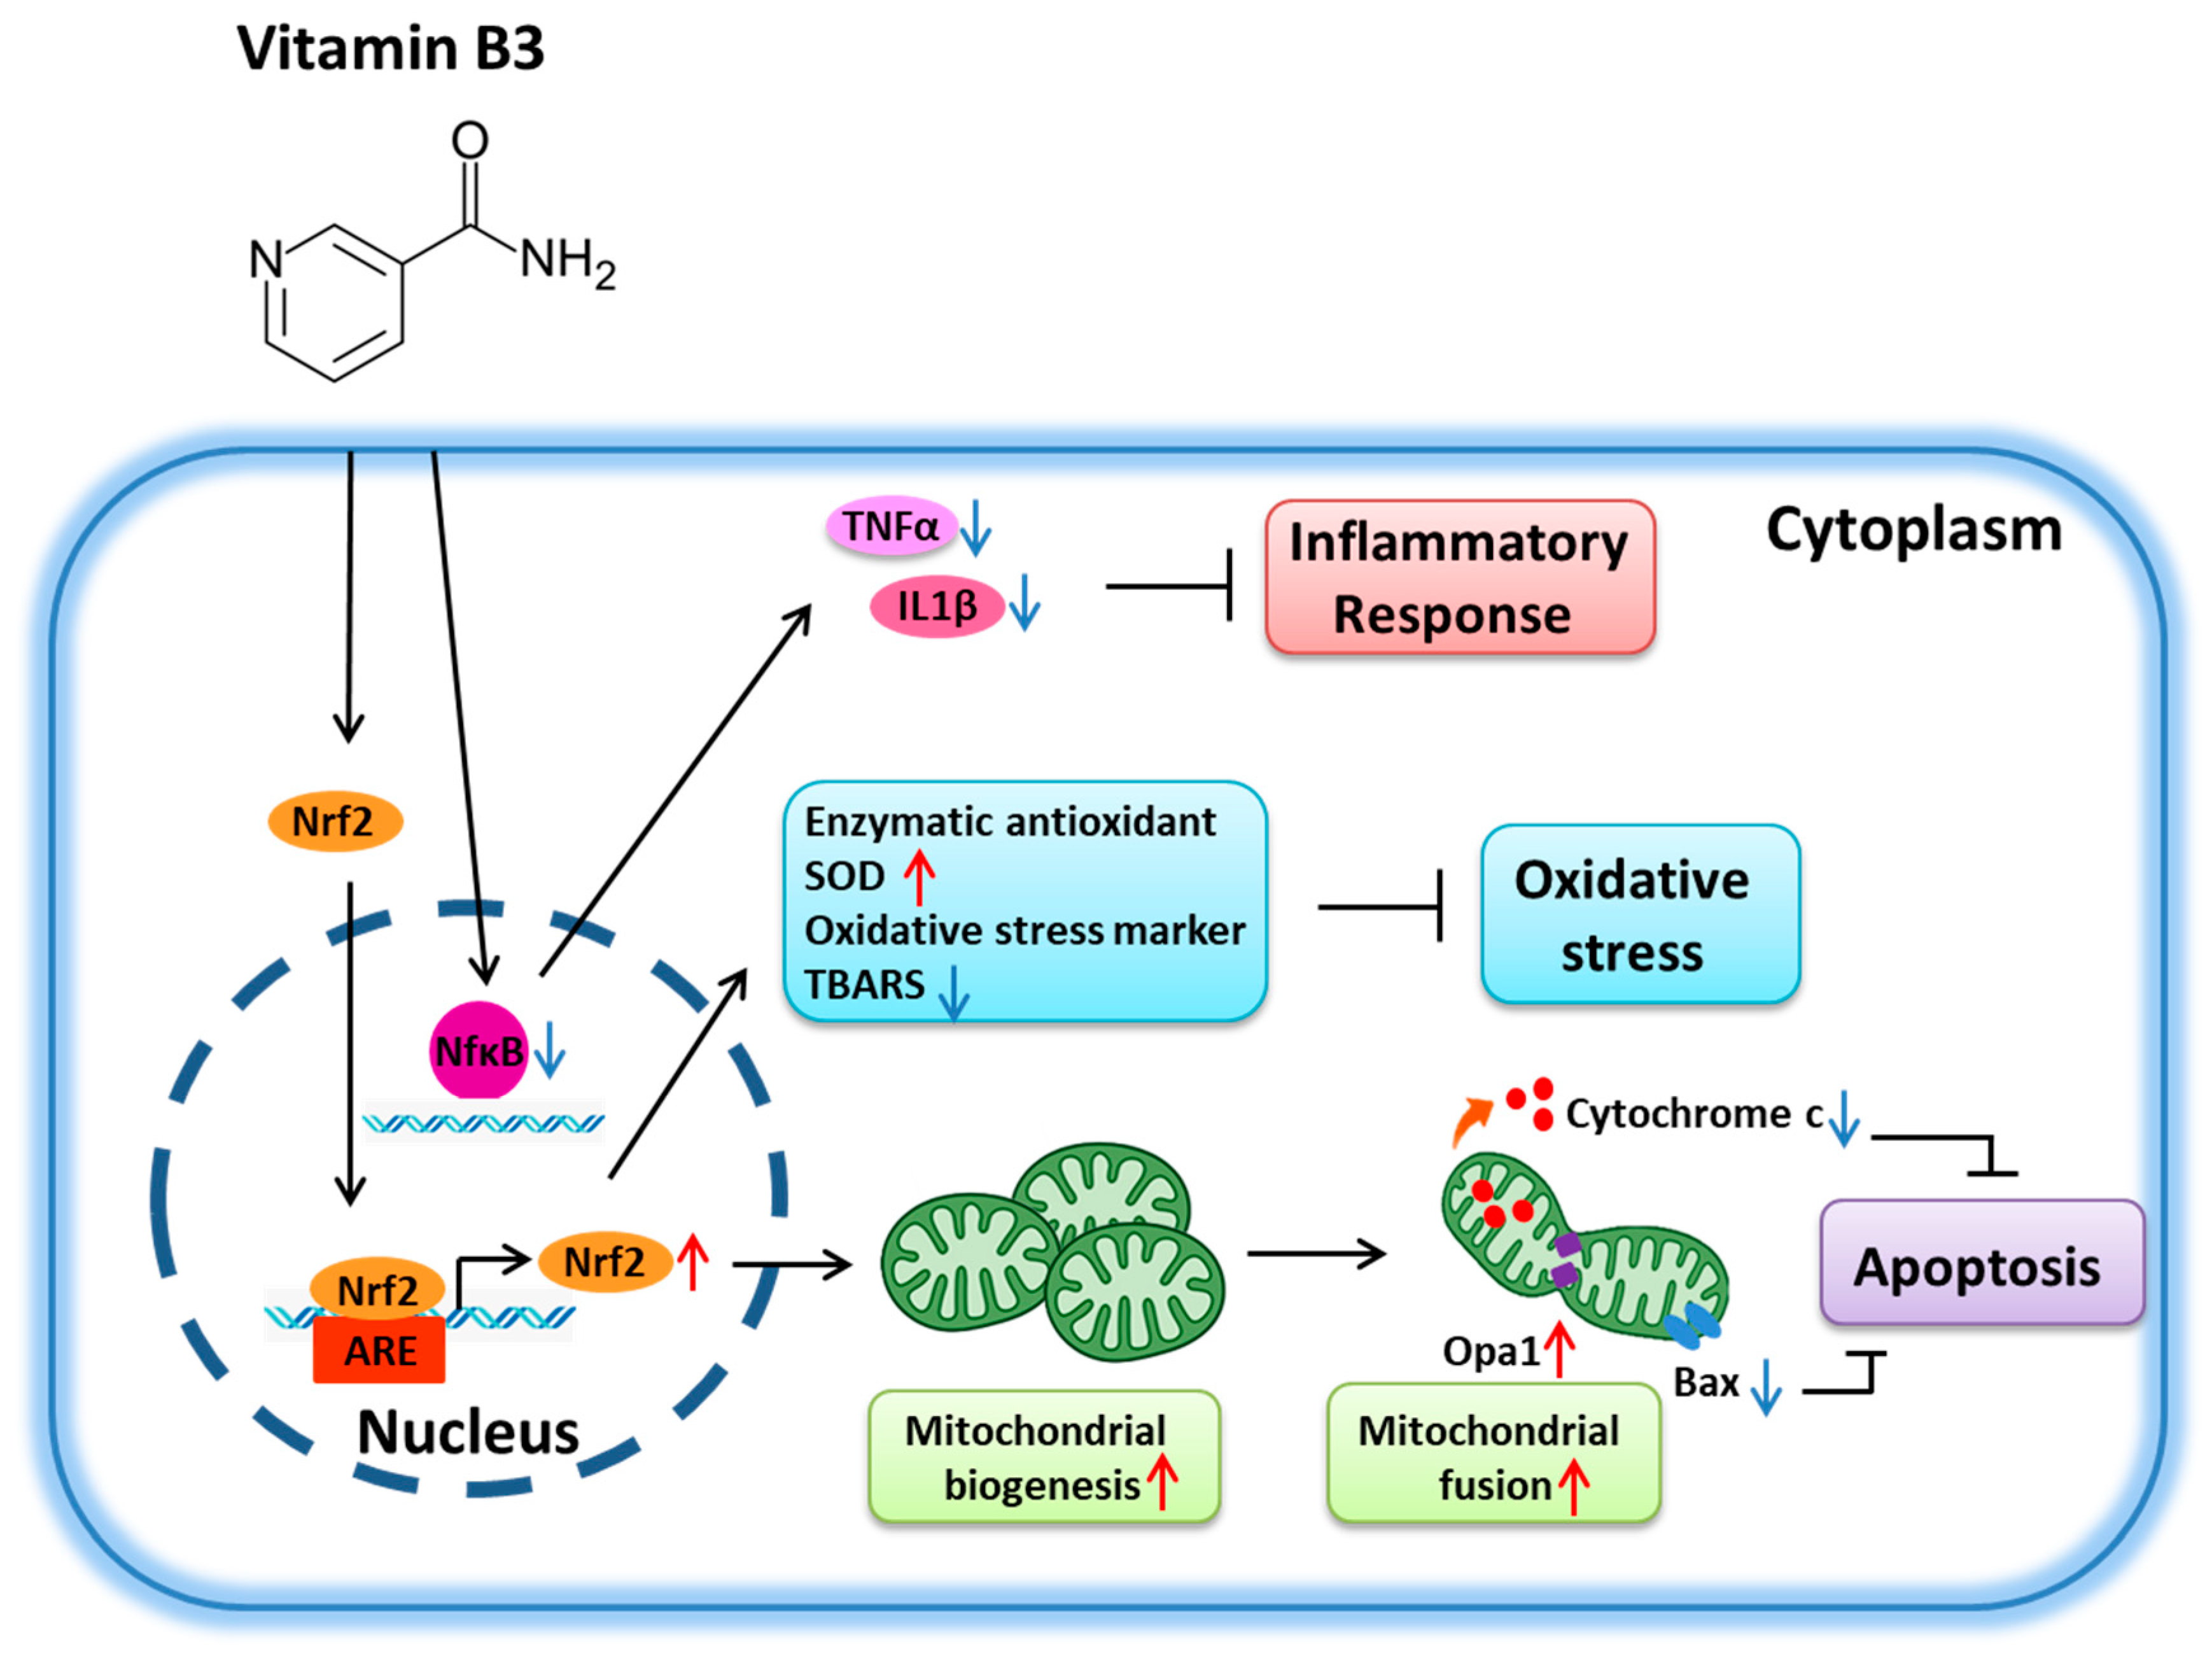 Vitamin B3
O
N
NH2
Cytoplasm
TNFα
IL1β
Inflammatory
Response
Nrf2
Enzymatic antioxidant
SOD
Oxidative stress marker
TBARS
Oxidative
stress
NfκB
Cytochrome c
Nrf2
Nrf2
ARE
Apoptosis
Opa1
Bax
Nucleus
Mitochondrial
biogenesis
Mitochondrial
fusion